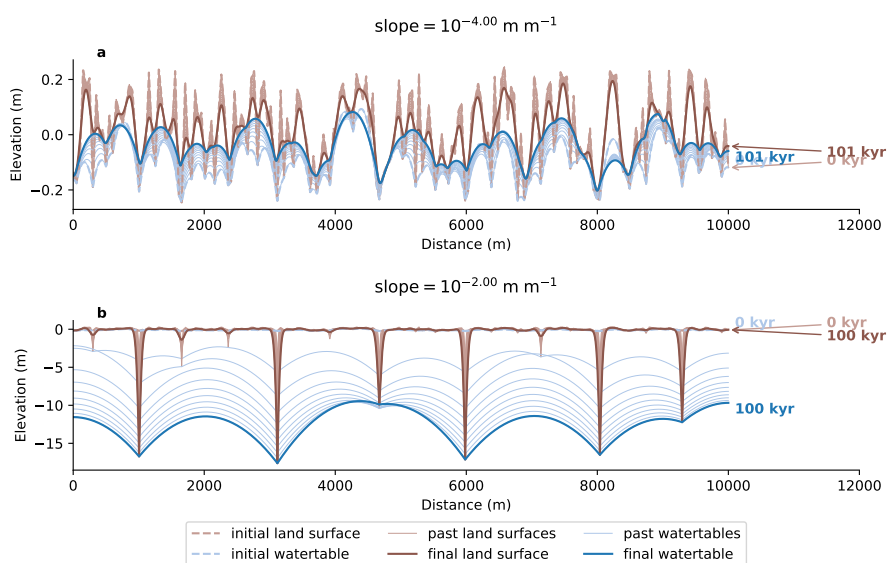 slope = 10^−4.00 m m^−1
a
Elevation (m)
0.2
0.0
−0.2
101 kyr
101 kyr
0 kyr
0 2000 4000 6000 8000 10000 12000
Distance (m)
slope = 10^−2.00 m m^−1
b
Elevation (m)
0
−5
−10
−15
0 kyr
0 kyr
100 kyr
100 kyr
0 2000 4000 6000 8000 10000 12000
Distance (m)
initial land surface past land surfaces past watertables
initial watertable final land surface final watertable